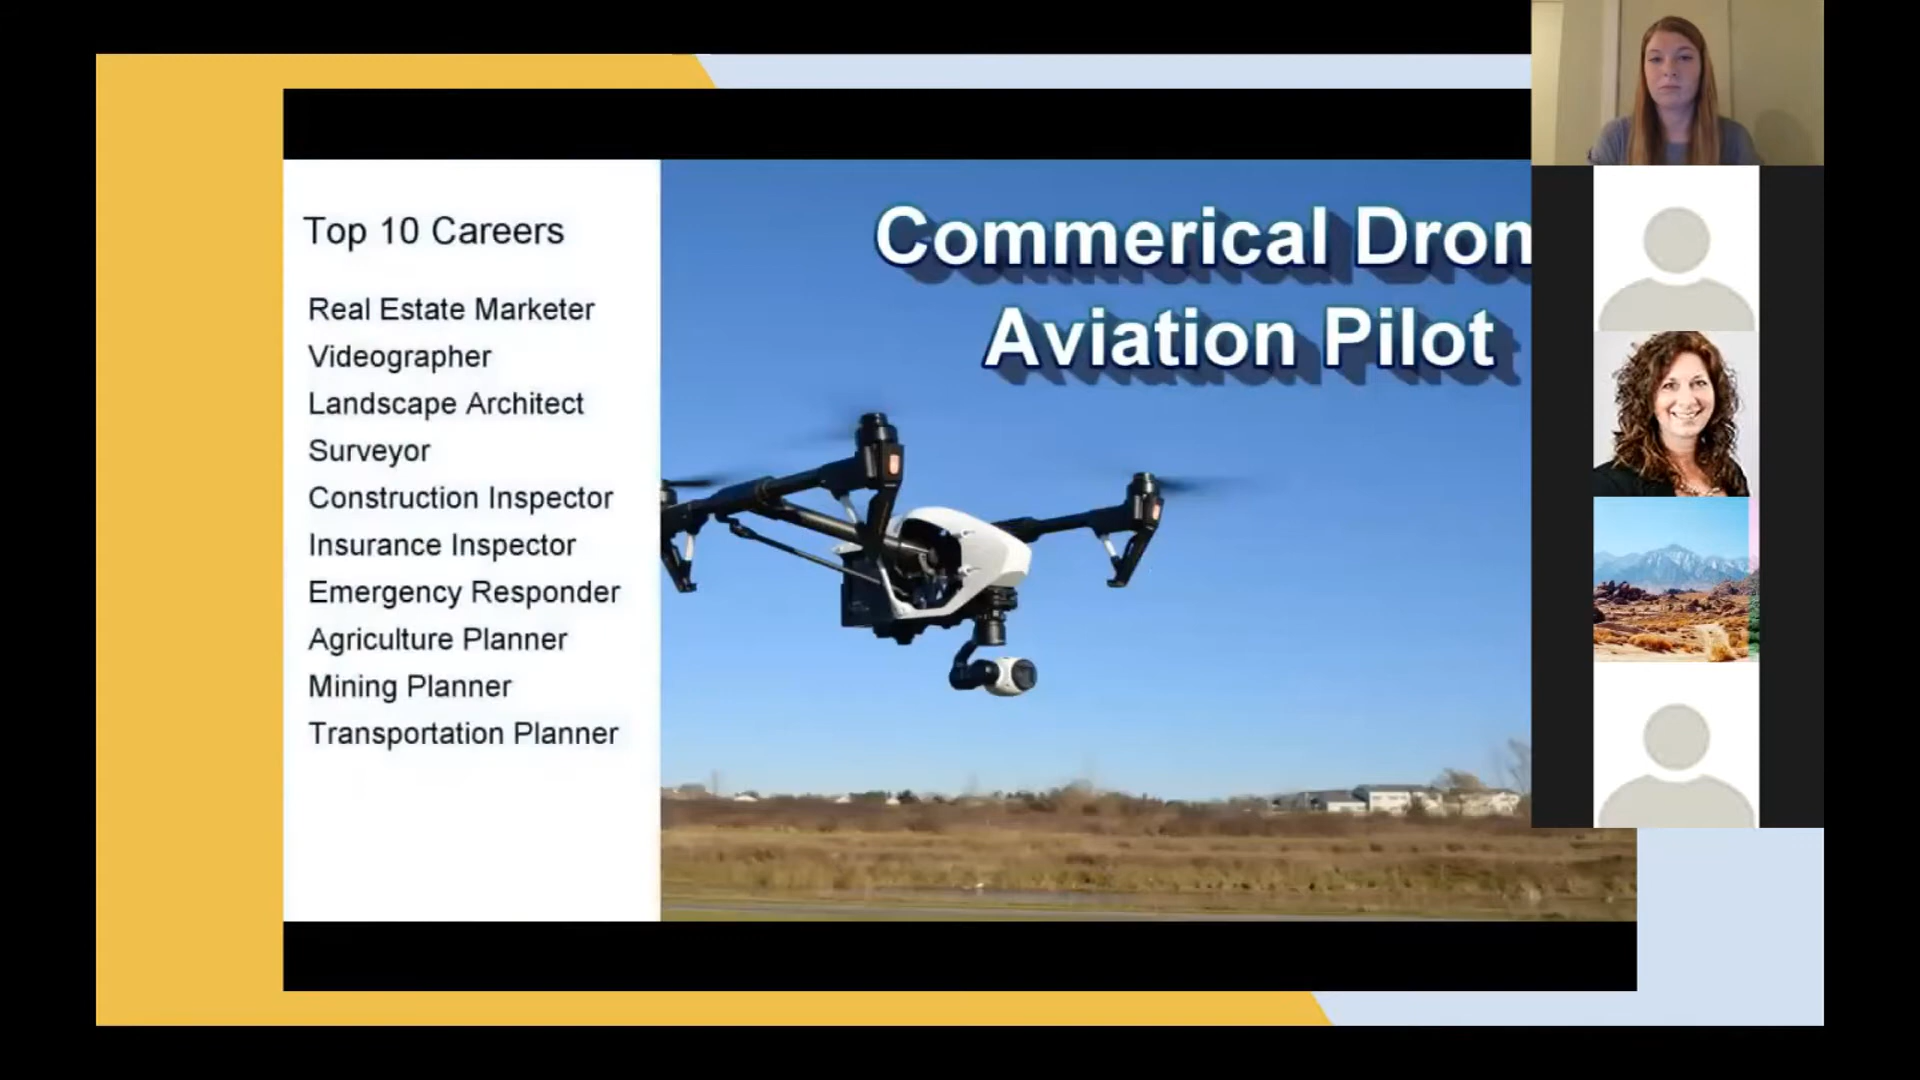 Top 10 Careers
Real Estate Marketer
Videographer
Landscape Architect
Surveyor
Construction Inspector
Insurance Inspector
Emergency Responder
Agriculture Planner
Mining Planner
Transportation Planner
Commerical Dron
Aviation Pilot